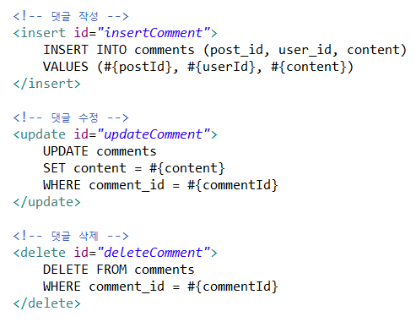 <!-- 댓글 작성 -->
<insert id="insertComment">
    INSERT INTO comments (post_id, user_id, content)
    VALUES (#{postId}, #{userId}, #{content})
</insert>

<!-- 댓글 수정 -->
<update id="updateComment">
    UPDATE comments
    SET content = #{content}
    WHERE comment_id = #{commentId}
</update>

<!-- 댓글 삭제 -->
<delete id="deleteComment">
    DELETE FROM comments
    WHERE comment_id = #{commentId}
</delete>